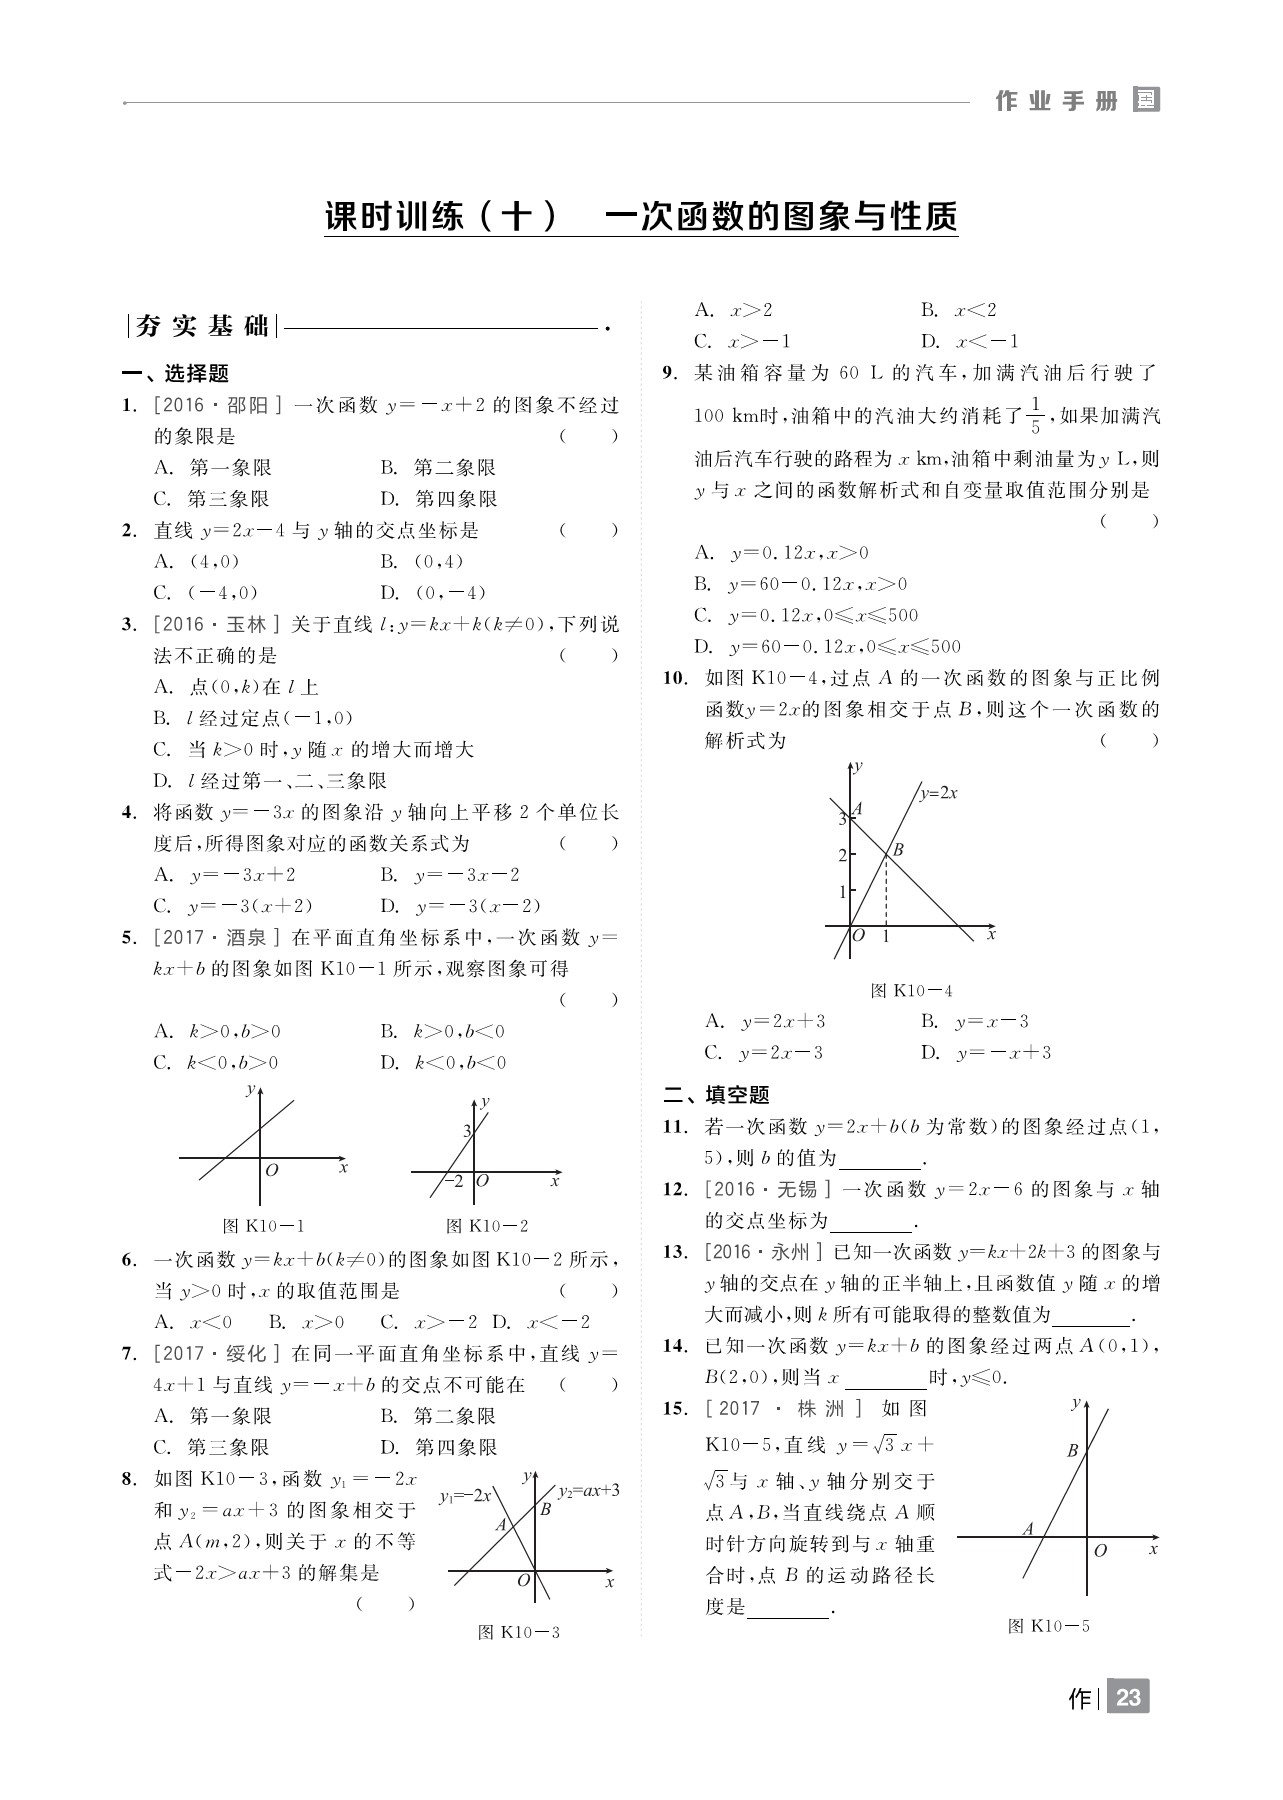 作业手册
课时训练(十)　一次函数的图象与性质
夯实基础
一、选择题
1. [2016·邵阳] 一次函数 y=-x+2 的图象不经过
的象限是 (　　)
A. 第一象限　B. 第二象限
C. 第三象限　D. 第四象限
2. 直线 y=2x-4 与 y 轴的交点坐标是 (　　)
A. (4,0)　B. (0,4)
C. (-4,0)　D. (0,-4)
3. [2016·玉林] 关于直线 l:y=kx+k(k≠0),下列说
法不正确的是 (　　)
A. 点(0,k)在 l 上
B. l 经过定点(-1,0)
C. 当 k>0 时,y 随 x 的增大而增大
D. l 经过第一、二、三象限
4. 将函数 y=-3x 的图象沿 y 轴向上平移 2 个单位长
度后,所得图象对应的函数关系式为 (　　)
A. y=-3x+2　B. y=-3x-2
C. y=-3(x+2)　D. y=-3(x-2)
5. [2017·酒泉] 在平面直角坐标系中,一次函数 y=
kx+b 的图象如图 K10-1 所示,观察图象可得
(　　)
A. k>0,b>0　B. k>0,b<0
C. k<0,b>0　D. k<0,b<0
y
O
x
图 K10-1
y
3
-2
O
x
图 K10-2
6. 一次函数 y=kx+b(k≠0)的图象如图 K10-2 所示,
当 y>0 时,x 的取值范围是 (　　)
A. x<0　B. x>0　C. x>-2　D. x<-2
7. [2017·绥化] 在同一平面直角坐标系中,直线 y=
4x+1 与直线 y=-x+b 的交点不可能在 (　　)
A. 第一象限　B. 第二象限
C. 第三象限　D. 第四象限
8. 如图 K10-3,函数 y₁=-2x
和 y₂=ax+3 的图象相交于
点 A(m,2),则关于 x 的不等
式-2x>ax+3 的解集是
(　　)
y
y₁=-2x
y₂=ax+3
B
A
O
x
图 K10-3
A. x>2　B. x<2
C. x>-1　D. x<-1
9. 某油箱容量为 60 L 的汽车,加满汽油后行驶了
100 km时,油箱中的汽油大约消耗了1/5,如果加满汽
油后汽车行驶的路程为 x km,油箱中剩油量为 y L,则
y 与 x 之间的函数解析式和自变量取值范围分别是
(　　)
A. y=0.12x,x>0
B. y=60-0.12x,x>0
C. y=0.12x,0≤x≤500
D. y=60-0.12x,0≤x≤500
10. 如图 K10-4,过点 A 的一次函数的图象与正比例
函数y=2x的图象相交于点 B,则这个一次函数的
解析式为 (　　)
y
y=2x
A
3
B
2
1
O
1
x
图 K10-4
A. y=2x+3　B. y=x-3
C. y=2x-3　D. y=-x+3
二、填空题
11. 若一次函数 y=2x+b(b 为常数)的图象经过点(1,
5),则 b 的值为________.
12. [2016·无锡] 一次函数 y=2x-6 的图象与 x 轴
的交点坐标为________.
13. [2016·永州] 已知一次函数 y=kx+2k+3 的图象与
y 轴的交点在 y 轴的正半轴上,且函数值 y 随 x 的增
大而减小,则 k 所有可能取得的整数值为________.
14. 已知一次函数 y=kx+b 的图象经过两点 A(0,1),
B(2,0),则当 x ________时,y≤0.
15. [2017·株洲] 如图
K10-5,直线 y=√3x+
√3与 x 轴、y 轴分别交于
点 A,B,当直线绕点 A 顺
时针方向旋转到与 x 轴重
合时,点 B 的运动路径长
度是________.
y
B
A
O
x
图 K10-5
作 23